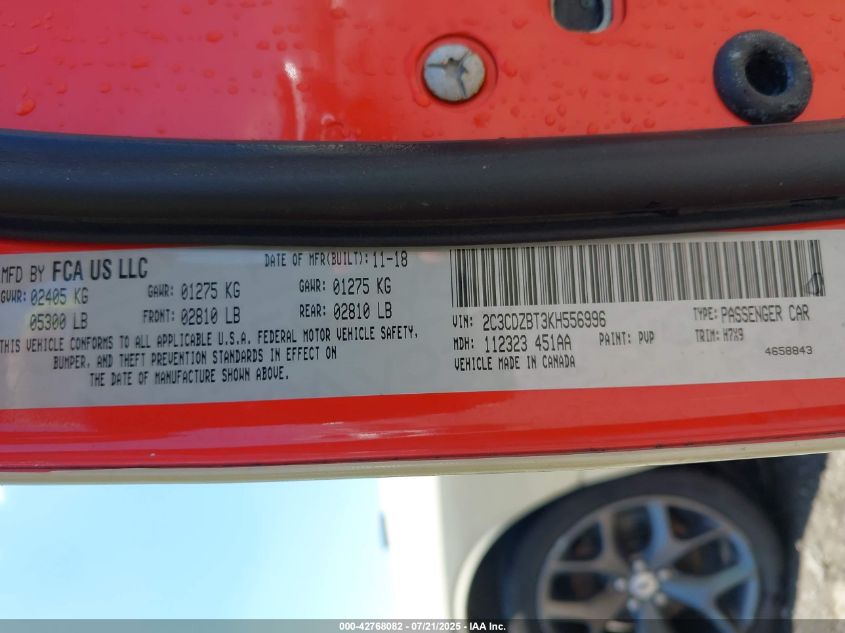 MFD BY FCA US LLC
DATE OF MFR(BUILT): 11-18
GVWR: 02405 KG GAWR: 01275 KG GAWR: 01275 KG
05300 LB FRONT: 02810 LB REAR: 02810 LB
THIS VEHICLE CONFORMS TO ALL APPLICABLE U.S.A. FEDERAL MOTOR VEHICLE SAFETY,
BUMPER, AND THEFT PREVENTION STANDARDS IN EFFECT ON
THE DATE OF MANUFACTURE SHOWN ABOVE.
VIN: 2C3CDZBT3KH556996 TYPE: PASSENGER CAR
MDH: 112323 451AA PAINT: PVP TRIM: H7X9
VEHICLE MADE IN CANADA 4658843
000-42768082 - 07/21/2025 - IAA Inc.